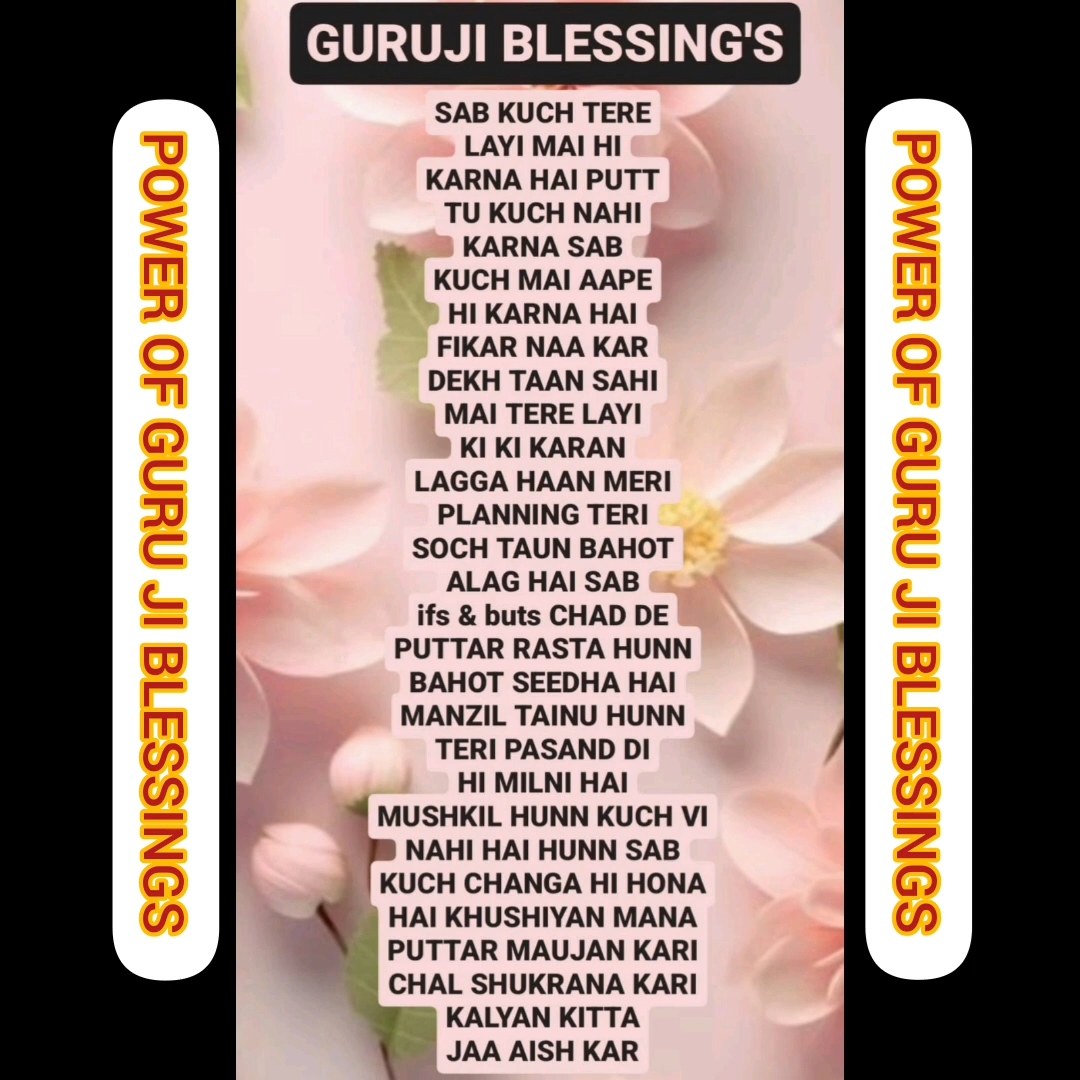 GURUJI BLESSING'S
POWER OF GURU JI BLESSINGS
SAB KUCH TERE
LAYI MAI HI
KARNA HAI PUTT
TU KUCH NAHI
KARNA SAB
KUCH MAI AAPE
HI KARNA HAI
FIKAR NAA KAR
DEKH TAAN SAHI
MAI TERE LAYI
KI KI KARAN
LAGGA HAAN MERI
PLANNING TERI
SOCH TAUN BAHOT
ALAG HAI SAB
ifs & buts CHAD DE
PUTTAR RASTA HUNN
BAHOT SEEDHA HAI
MANZIL TAINU HUNN
TERI PASAND DI
HI MILNI HAI
MUSHKIL HUNN KUCH VI
NAHI HAI HUNN SAB
KUCH CHANGA HI HONA
HAI KHUSHIYAN MANA
PUTTAR MAUJAN KARI
CHAL SHUKRANA KARI
KALYAN KITTA
JAA AISH KAR
POWER OF GURU JI BLESSINGS